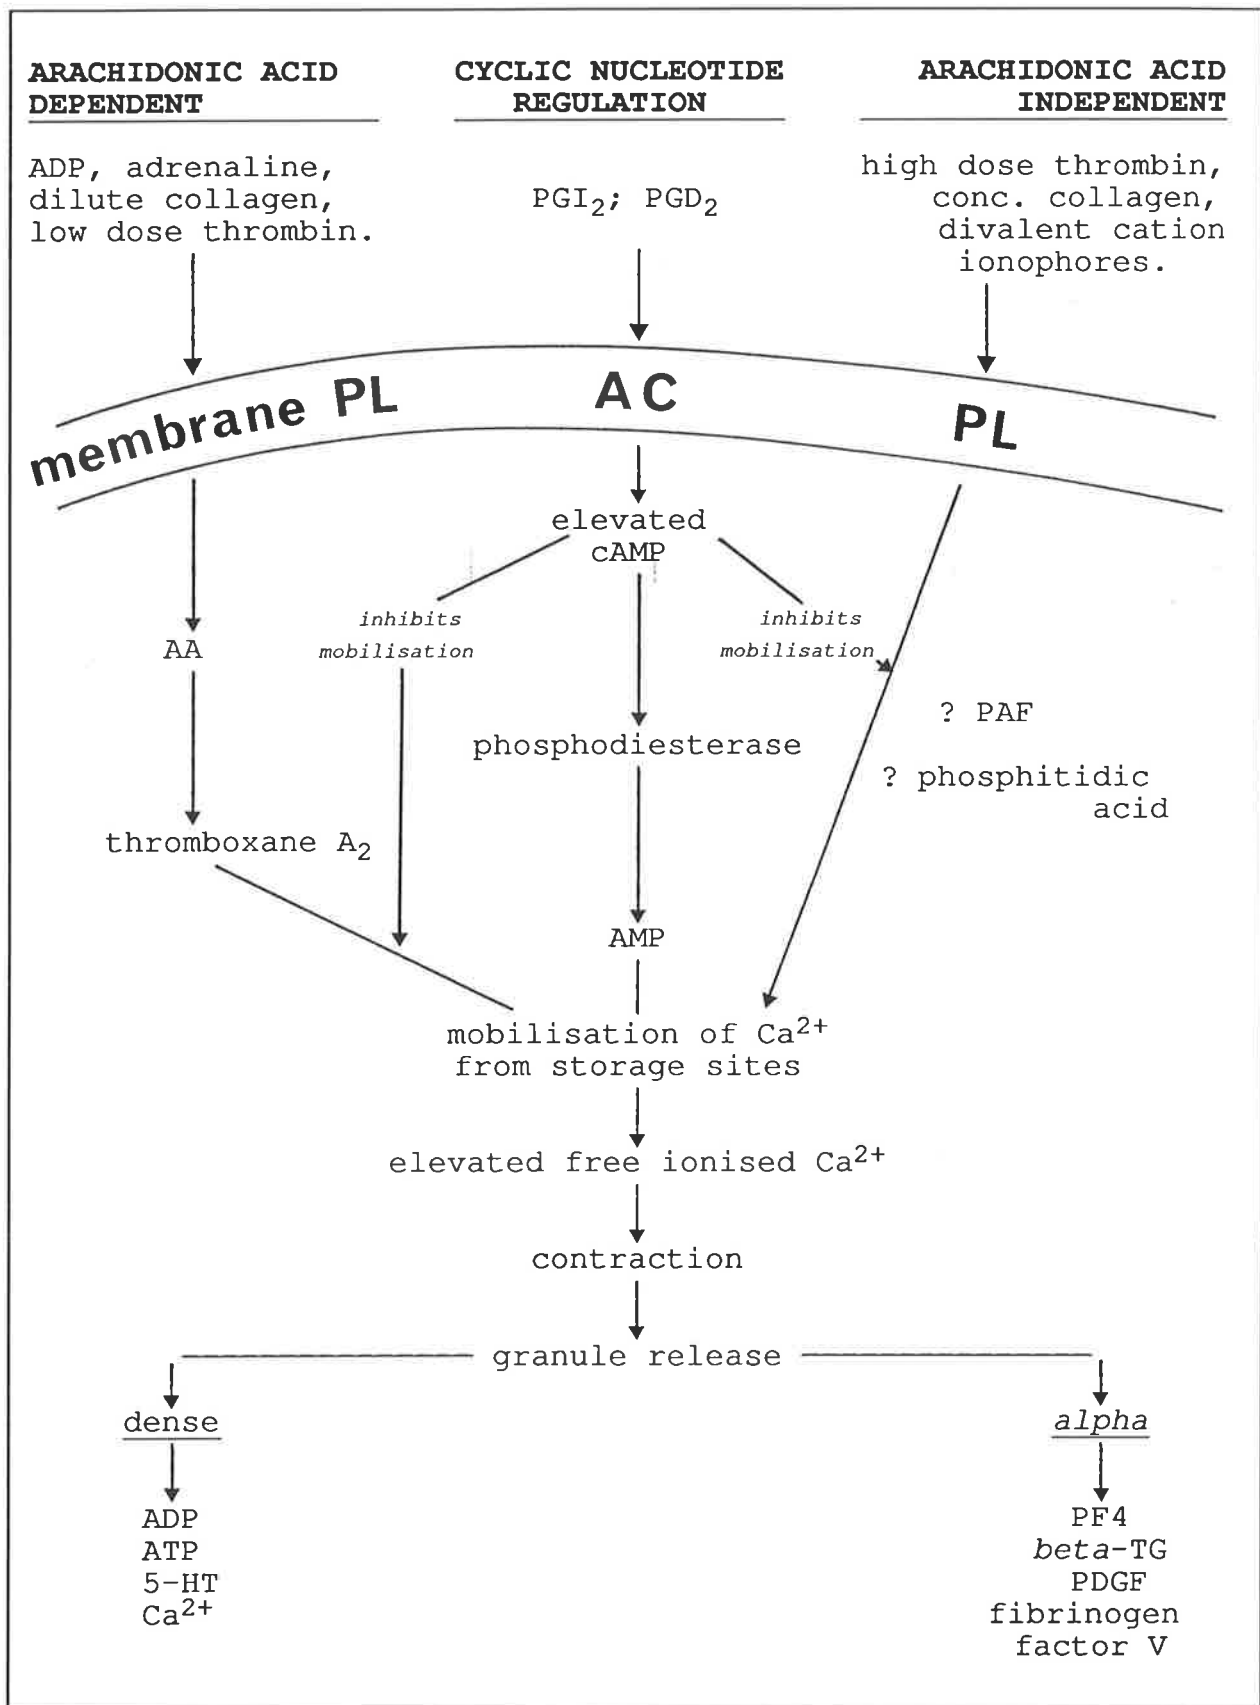 ARACHIDONIC ACID
DEPENDENT
CYCLIC NUCLEOTIDE
REGULATION
ARACHIDONIC ACID
INDEPENDENT
ADP, adrenaline,
dilute collagen,
low dose thrombin.
PGI₂; PGD₂
high dose thrombin,
conc. collagen,
divalent cation
ionophores.
membrane PL
AC
PL
elevated
cAMP
inhibits
mobilisation
inhibits
mobilisation
AA
? PAF
phosphodiesterase
? phosphitidic
acid
thromboxane A₂
AMP
mobilisation of Ca²⁺
from storage sites
elevated free ionised Ca²⁺
contraction
granule release
dense
alpha
ADP
ATP
5-HT
Ca²⁺
PF4
beta-TG
PDGF
fibrinogen
factor V